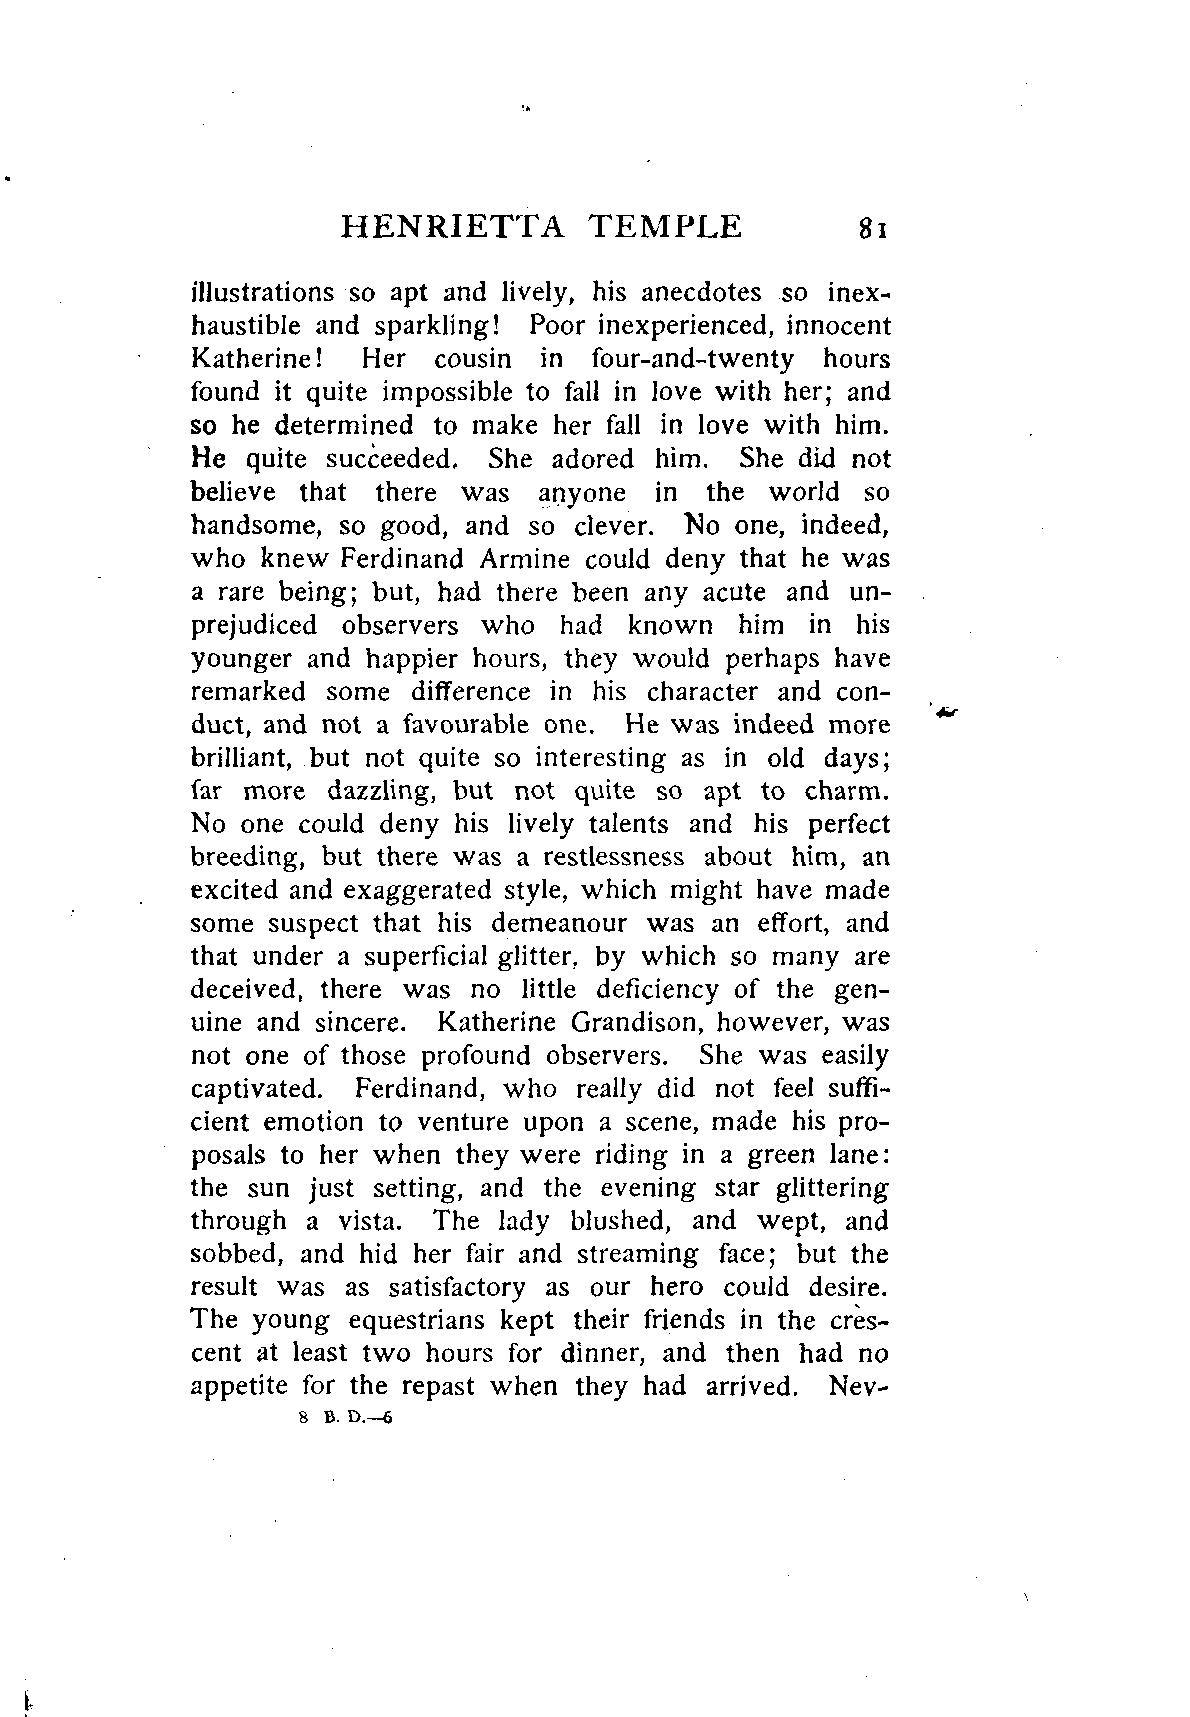 HENRIETTA TEMPLE 81
illustrations so apt and lively, his anecdotes so inex-
haustible and sparkling! Poor inexperienced, innocent
Katherine! Her cousin in four-and-twenty hours
found it quite impossible to fall in love with her; and
so he determined to make her fall in love with him.
He quite succeeded. She adored him. She did not
believe that there was anyone in the world so
handsome, so good, and so clever. No one, indeed,
who knew Ferdinand Armine could deny that he was
a rare being; but, had there been any acute and un-
prejudiced observers who had known him in his
younger and happier hours, they would perhaps have
remarked some difference in his character and con-
duct, and not a favourable one. He was indeed more
brilliant, but not quite so interesting as in old days;
far more dazzling, but not quite so apt to charm.
No one could deny his lively talents and his perfect
breeding, but there was a restlessness about him, an
excited and exaggerated style, which might have made
some suspect that his demeanour was an effort, and
that under a superficial glitter, by which so many are
deceived, there was no little deficiency of the gen-
uine and sincere. Katherine Grandison, however, was
not one of those profound observers. She was easily
captivated. Ferdinand, who really did not feel suffi-
cient emotion to venture upon a scene, made his pro-
posals to her when they were riding in a green lane:
the sun just setting, and the evening star glittering
through a vista. The lady blushed, and wept, and
sobbed, and hid her fair and streaming face; but the
result was as satisfactory as our hero could desire.
The young equestrians kept their friends in the cres-
cent at least two hours for dinner, and then had no
appetite for the repast when they had arrived. Nev-
8 B. D.—6